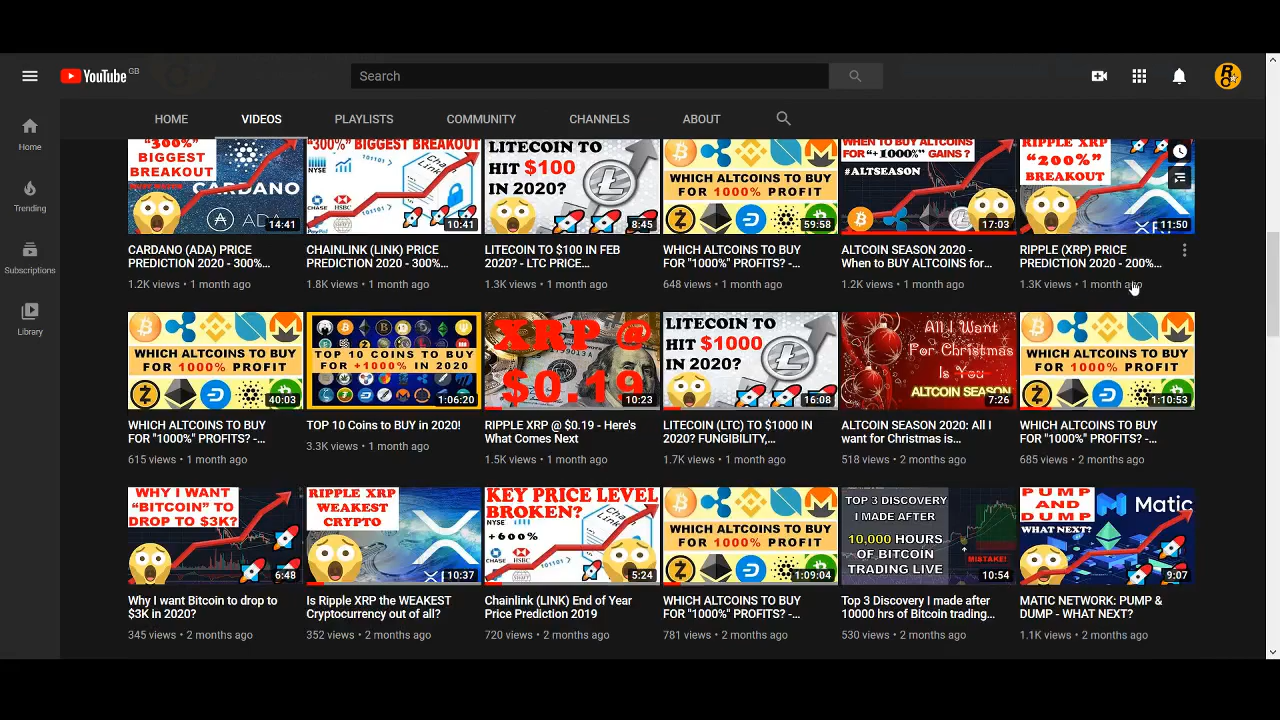 YouTube GB
Search
HOME VIDEOS PLAYLISTS COMMUNITY CHANNELS ABOUT
Home
Trending
Subscriptions
Library
"300%"
BIGGEST
BREAKOUT
CARDANO
ADA
14:41
CARDANO (ADA) PRICE
PREDICTION 2020 - 300%...
1.2K views • 1 month ago
"300%" BIGGEST BREAKOUT
NYSE
101101
CHASE
HSBC
PayPal
10:41
CHAINLINK (LINK) PRICE
PREDICTION 2020 - 300%...
1.8K views • 1 month ago
LITECOIN TO
HIT $100
IN 2020?
8:45
LITECOIN TO $100 IN FEB
2020? - LTC PRICE...
1.3K views • 1 month ago
WHICH ALTCOINS TO BUY
FOR 1000% PROFIT
59:58
WHICH ALTCOINS TO BUY
FOR "1000%" PROFITS? -...
648 views • 1 month ago
WHEN TO BUY ALTCOINS
FOR "+1000%" GAINS ?
#ALTSEASON
17:03
ALTCOIN SEASON 2020 -
When to BUY ALTCOINS for...
1.2K views • 1 month ago
RIPPLE XRP
"200%"
BREAKOUT
11:50
RIPPLE (XRP) PRICE
PREDICTION 2020 - 200%...
1.3K views • 1 month ago
WHICH ALTCOINS TO BUY
FOR 1000% PROFIT
40:03
WHICH ALTCOINS TO BUY
FOR "1000%" PROFITS? -...
615 views • 1 month ago
TOP 10 COINS TO BUY
FOR +1000% IN 2020
1:06:20
TOP 10 Coins to BUY in 2020!
3.3K views • 1 month ago
XRP @
$0.19
10:23
RIPPLE XRP @ $0.19 - Here's
What Comes Next
1.5K views • 1 month ago
LITECOIN TO
HIT $1000
IN 2020?
16:08
LITECOIN (LTC) TO $1000 IN
2020? FUNGIBILITY,...
1.7K views • 1 month ago
All I Want
For Christmas
Is You
ALTCOIN SEASON
7:26
ALTCOIN SEASON 2020: All I
want for Christmas is...
518 views • 2 months ago
WHICH ALTCOINS TO BUY
FOR 1000% PROFIT
1:10:53
WHICH ALTCOINS TO BUY
FOR "1000%" PROFITS? -...
685 views • 2 months ago
WHY I WANT
"BITCOIN" TO
DROP TO $3K?
6:48
Why I want Bitcoin to drop to
$3K in 2020?
345 views • 2 months ago
RIPPLE XRP
WEAKEST
CRYPTO
10:37
Is Ripple XRP the WEAKEST
Cryptocurrency out of all?
352 views • 2 months ago
KEY PRICE LEVEL
BROKEN?
NYSE
+600%
CHASE
HSBC
5:24
Chainlink (LINK) End of Year
Price Prediction 2019
720 views • 2 months ago
WHICH ALTCOINS TO BUY
FOR 1000% PROFIT
1:09:04
WHICH ALTCOINS TO BUY
FOR "1000%" PROFITS? -...
781 views • 2 months ago
TOP 3 DISCOVERY
I MADE AFTER
10,000 HOURS
OF BITCOIN
TRADING LIVE
MISTAKE!
10:54
Top 3 Discovery I made after
10000 hrs of Bitcoin trading...
530 views • 2 months ago
PUMP
AND
DUMP
WHAT NEXT?
Matic
9:07
MATIC NETWORK: PUMP &
DUMP - WHAT NEXT?
1.1K views • 2 months ago